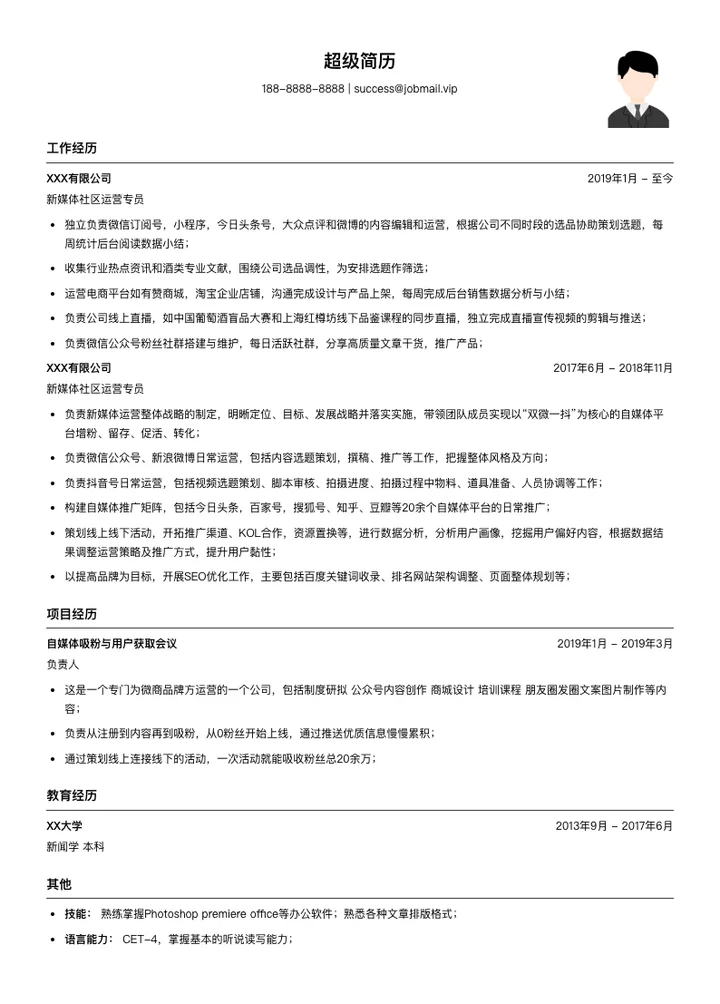 超级简历
188-8888-8888 | success@jobmail.vip
工作经历
XXX有限公司 2019年1月 - 至今
新媒体社区运营专员
• 独立负责微信订阅号，小程序，今日头条号，大众点评和微博的内容编辑和运营，根据公司不同时段的选品协助策划选题，每
周统计后台阅读数据小结；
• 收集行业热点资讯和酒类专业文献，围绕公司选品调性，为安排选题作筛选；
• 运营电商平台如有赞商城，淘宝企业店铺，沟通完成设计与产品上架，每周完成后台销售数据分析与小结；
• 负责公司线上直播，如中国葡萄酒盲品大赛和上海红樽坊线下品鉴课程的同步直播，独立完成直播宣传视频的剪辑与推送；
• 负责微信公众号粉丝社群搭建与维护，每日活跃社群，分享高质量文章干货，推广产品；
XXX有限公司 2017年6月 - 2018年11月
新媒体社区运营专员
• 负责新媒体运营整体战略的制定，明晰定位、目标、发展战略并落实实施，带领团队成员实现以“双微一抖”为核心的自媒体平
台增粉、留存、促活、转化；
• 负责微信公众号、新浪微博日常运营，包括内容选题策划，撰稿、推广等工作，把握整体风格及方向；
• 负责抖音号日常运营，包括视频选题策划、脚本审核、拍摄进度、拍摄过程中物料、道具准备、人员协调等工作；
• 构建自媒体推广矩阵，包括今日头条，百家号，搜狐号、知乎、豆瓣等20余个自媒体平台的日常推广；
• 策划线上线下活动，开拓推广渠道、KOL合作，资源置换等，进行数据分析，分析用户画像，挖掘用户偏好内容，根据数据结
果调整运营策略及推广方式，提升用户黏性；
• 以提高品牌为目标，开展SEO优化工作，主要包括百度关键词收录、排名网站架构调整、页面整体规划等；
项目经历
自媒体吸粉与用户获取会议 2019年1月 - 2019年3月
负责人
• 这是一个专门为微商品牌方运营的一个公司，包括制度研拟 公众号内容创作 商城设计 培训课程 朋友圈发圈文案图片制作等内
容；
• 负责从注册到内容再到吸粉，从0粉丝开始上线，通过推送优质信息慢慢累积；
• 通过策划线上连接线下的活动，一次活动就能吸收粉丝总20余万；
教育经历
XX大学 2013年9月 - 2017年6月
新闻学 本科
其他
• 技能： 熟练掌握Photoshop premiere office等办公软件；熟悉各种文章排版格式；
• 语言能力： CET-4，掌握基本的听说读写能力；